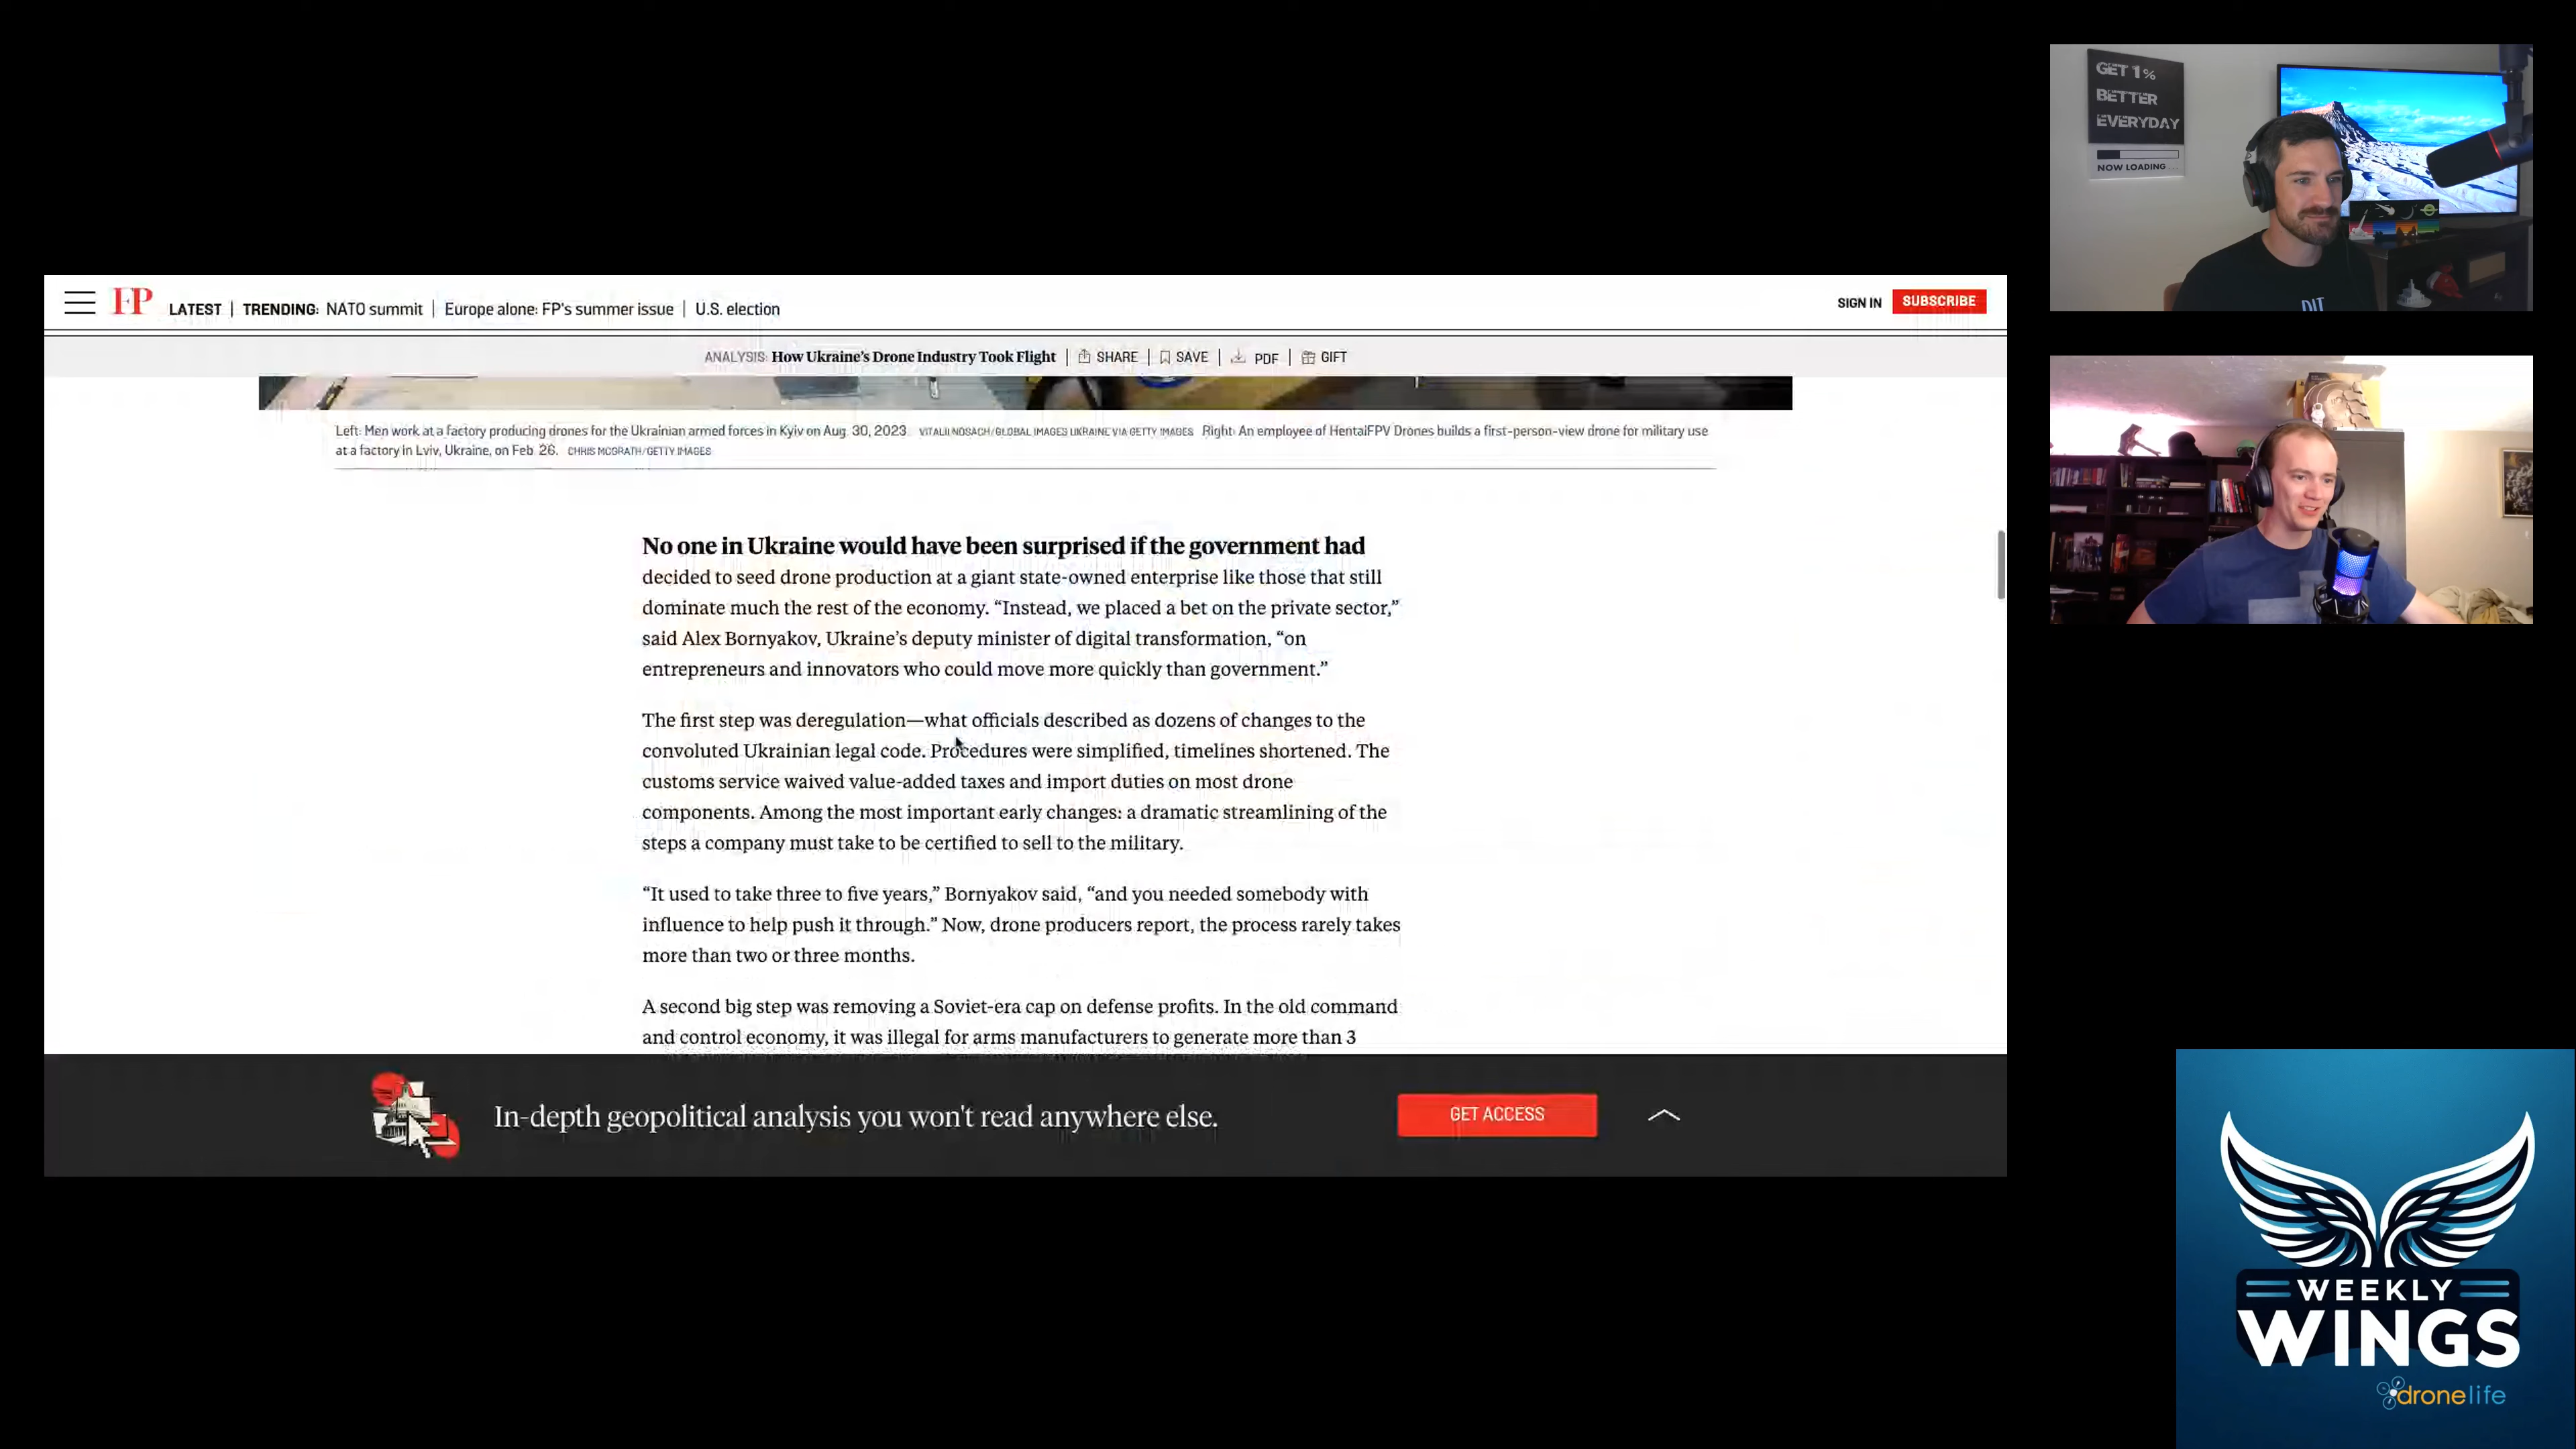 LATEST | TRENDING: NATO summit | Europe alone: FP's summer issue | U.S. election
FP
SIGN IN
SUBSCRIBE
ANALYSIS: How Ukraine's Drone Industry Took Flight | SHARE | SAVE | PDF | GIFT
Left: Men work at a factory producing drones for the Ukrainian armed forces in Kyiv on Aug. 30, 2023. VITALII NOSACH/GLOBAL IMAGES UKRAINE VIA GETTY IMAGES Right: An employee of HentaiFPV Drones builds a first-person-view drone for military use
at a factory in Lviv, Ukraine, on Feb. 26. CHRIS MCGRATH/GETTY IMAGES
No one in Ukraine would have been surprised if the government had
decided to seed drone production at a giant state-owned enterprise like those that still
dominate much the rest of the economy. “Instead, we placed a bet on the private sector,”
said Alex Bornyakov, Ukraine’s deputy minister of digital transformation, “on
entrepreneurs and innovators who could move more quickly than government.”
The first step was deregulation—what officials described as dozens of changes to the
convoluted Ukrainian legal code. Procedures were simplified, timelines shortened. The
customs service waived value-added taxes and import duties on most drone
components. Among the most important early changes: a dramatic streamlining of the
steps a company must take to be certified to sell to the military.
“It used to take three to five years,” Bornyakov said, “and you needed somebody with
influence to help push it through.” Now, drone producers report, the process rarely takes
more than two or three months.
A second big step was removing a Soviet-era cap on defense profits. In the old command
and control economy, it was illegal for arms manufacturers to generate more than 3
In-depth geopolitical analysis you won't read anywhere else.
GET ACCESS
GET 1%
BETTER
EVERYDAY
NOW LOADING...
WEEKLY
WINGS
dronelife